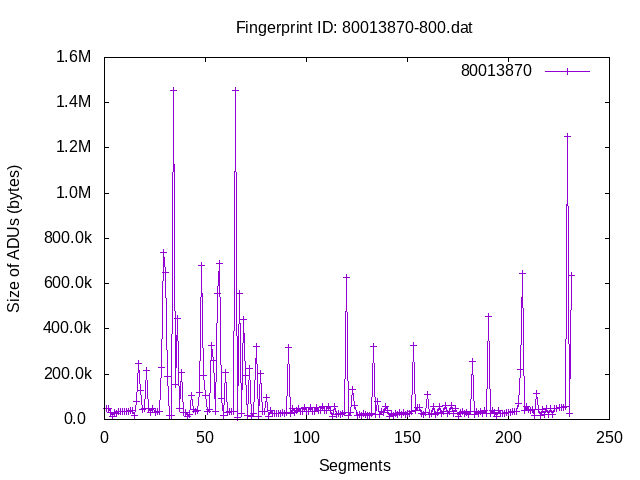 Fingerprint ID: 80013870-800.dat
80013870
1.6M
1.4M
1.2M
1.0M
800.0k
600.0k
400.0k
200.0k
0.0
Size of ADUs (bytes)
0 50 100 150 200 250
Segments